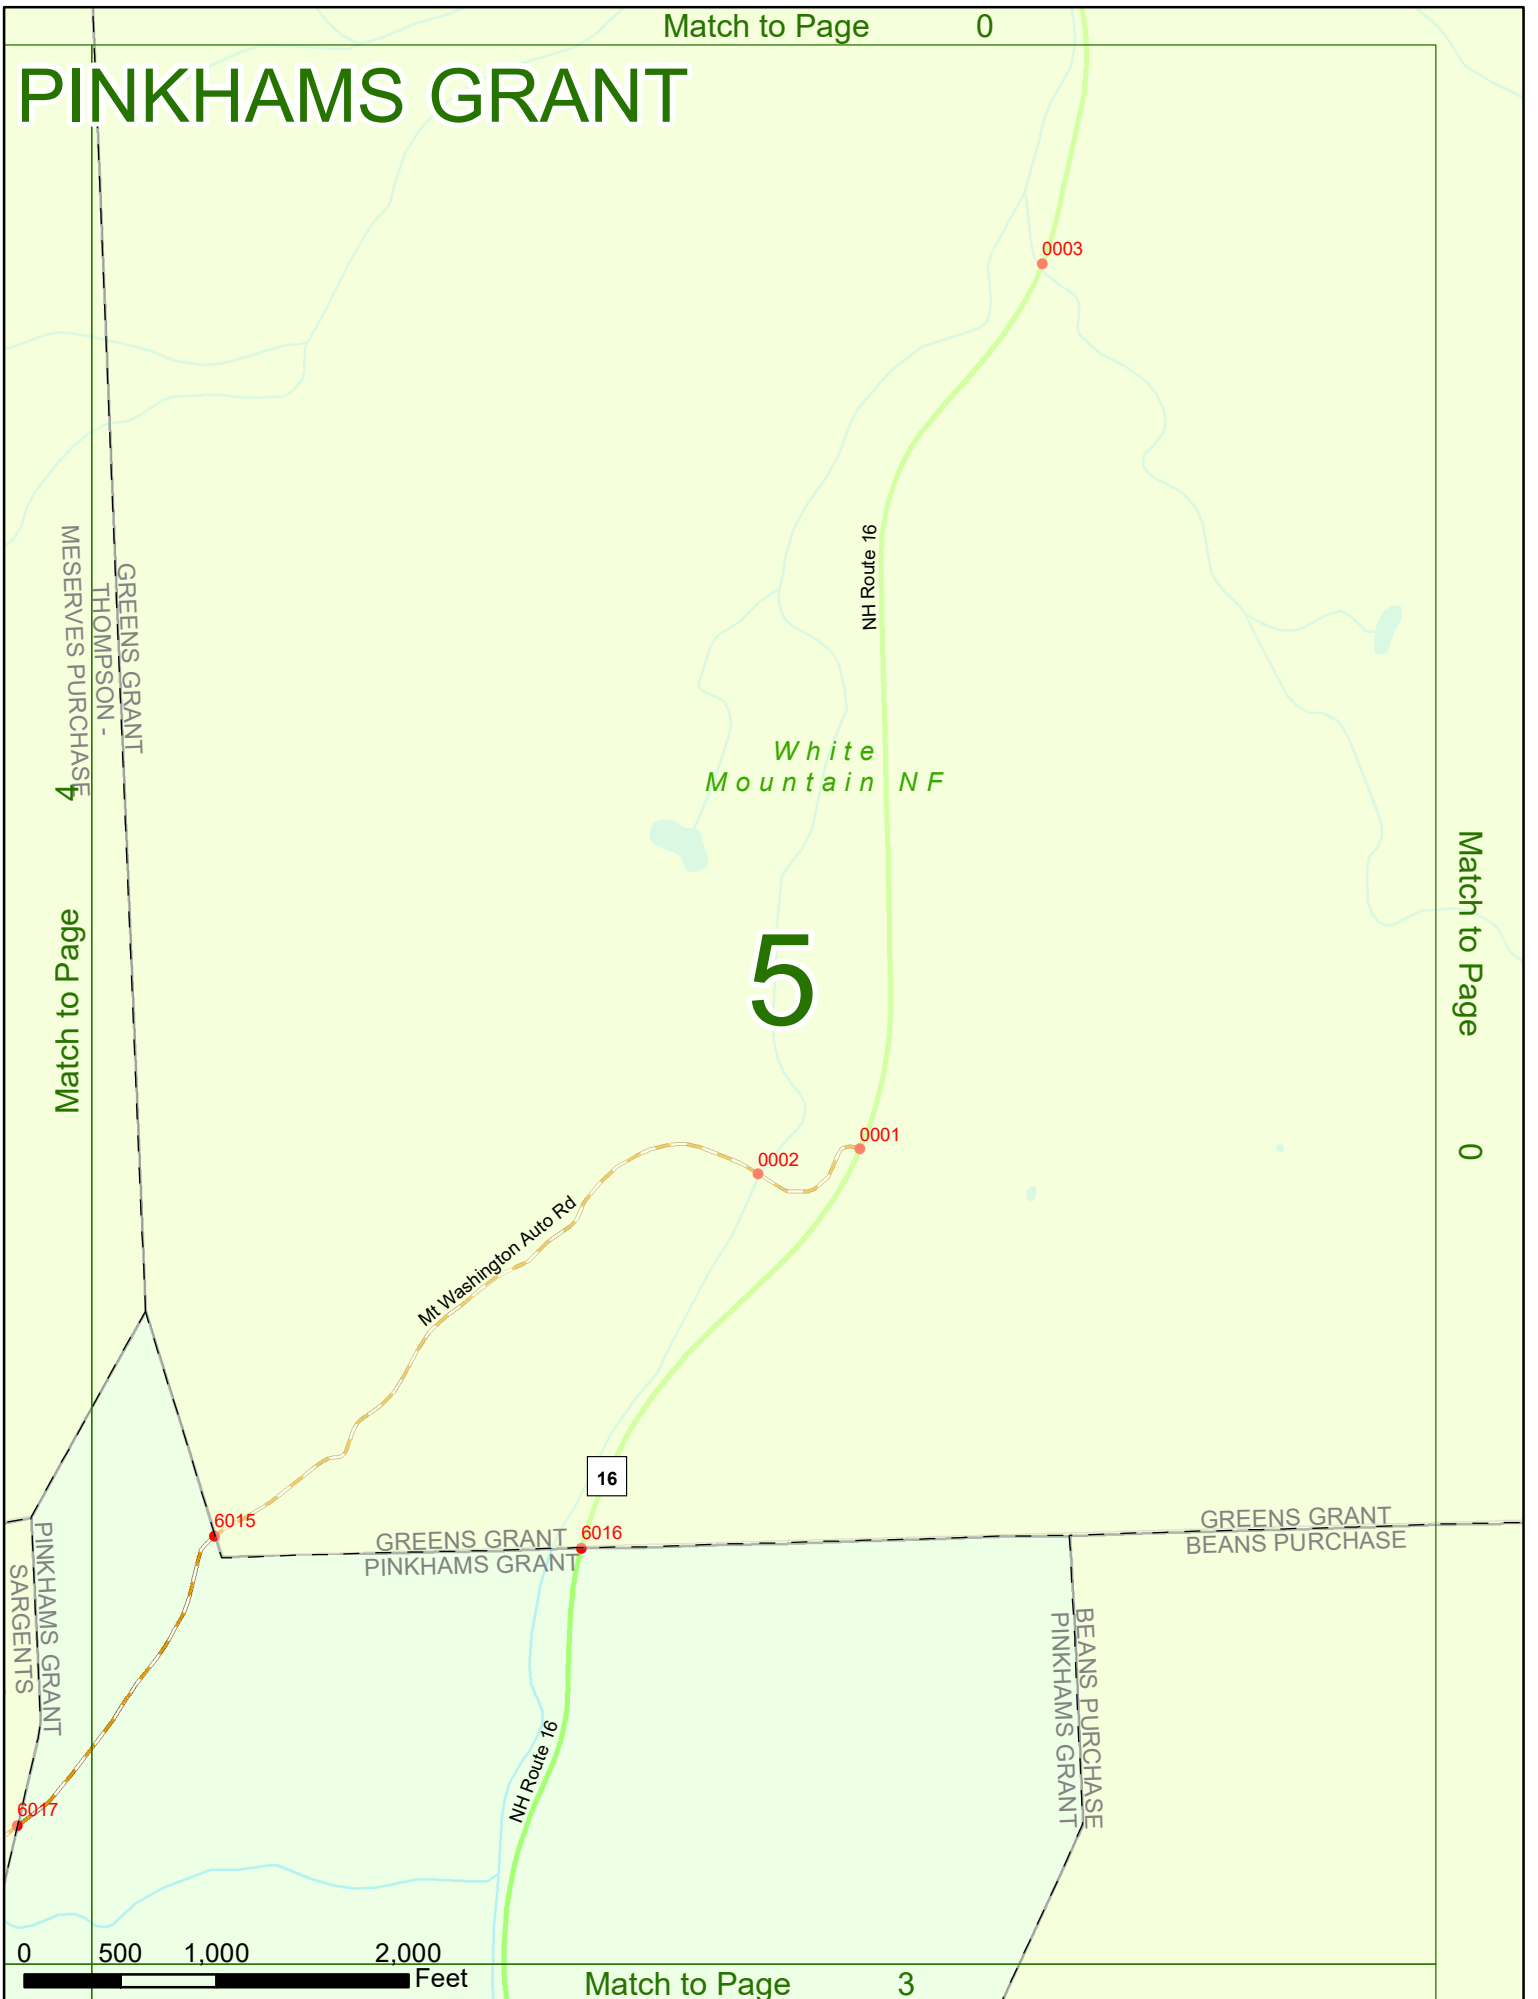 Match to Page 0
PINKHAMS GRANT
0003
NH Route 16
GREENS GRANT
THOMPSON -
MESERVES PURCHASE
White
Mountain NF
Match to Page 4
5
Match to Page 0
0001
0002
Mt Washington Auto Rd
16
6015
6016
GREENS GRANT
PINKHAMS GRANT
GREENS GRANT
BEANS PURCHASE
PINKHAMS GRANT
SARGENTS
BEANS PURCHASE
PINKHAMS GRANT
NH Route 16
6017
0 500 1,000 2,000
Feet
Match to Page 3